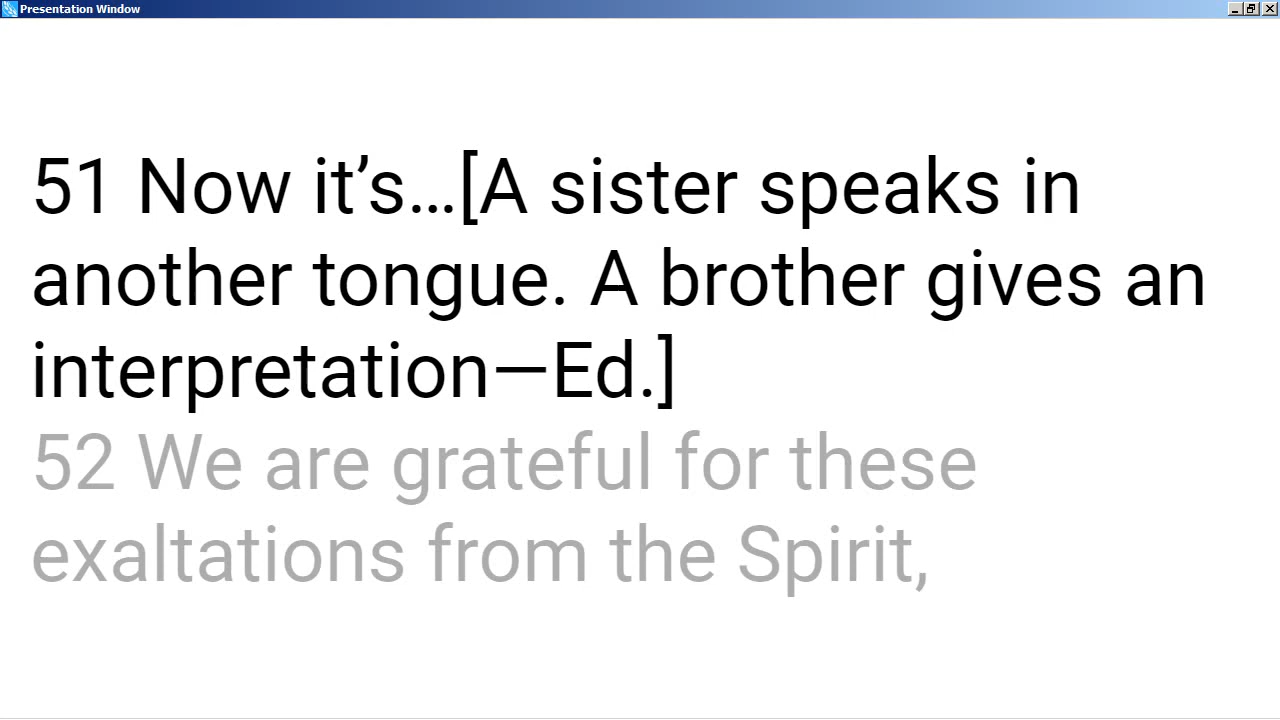 Presentation Window
51 Now it’s…[A sister speaks in
another tongue. A brother gives an
interpretation—Ed.]
52 We are grateful for these
exaltations from the Spirit,